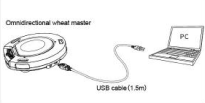 Omnidirectional wheat master
PC
USB cable (1.5m)